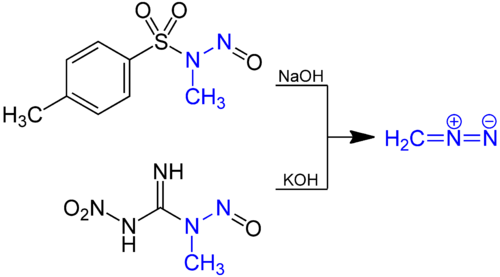 O O
S N
N O
H₃C CH₃
NaOH
H₂C=N⊕=N⊖
KOH
NH
O₂N N N
N O
H CH₃